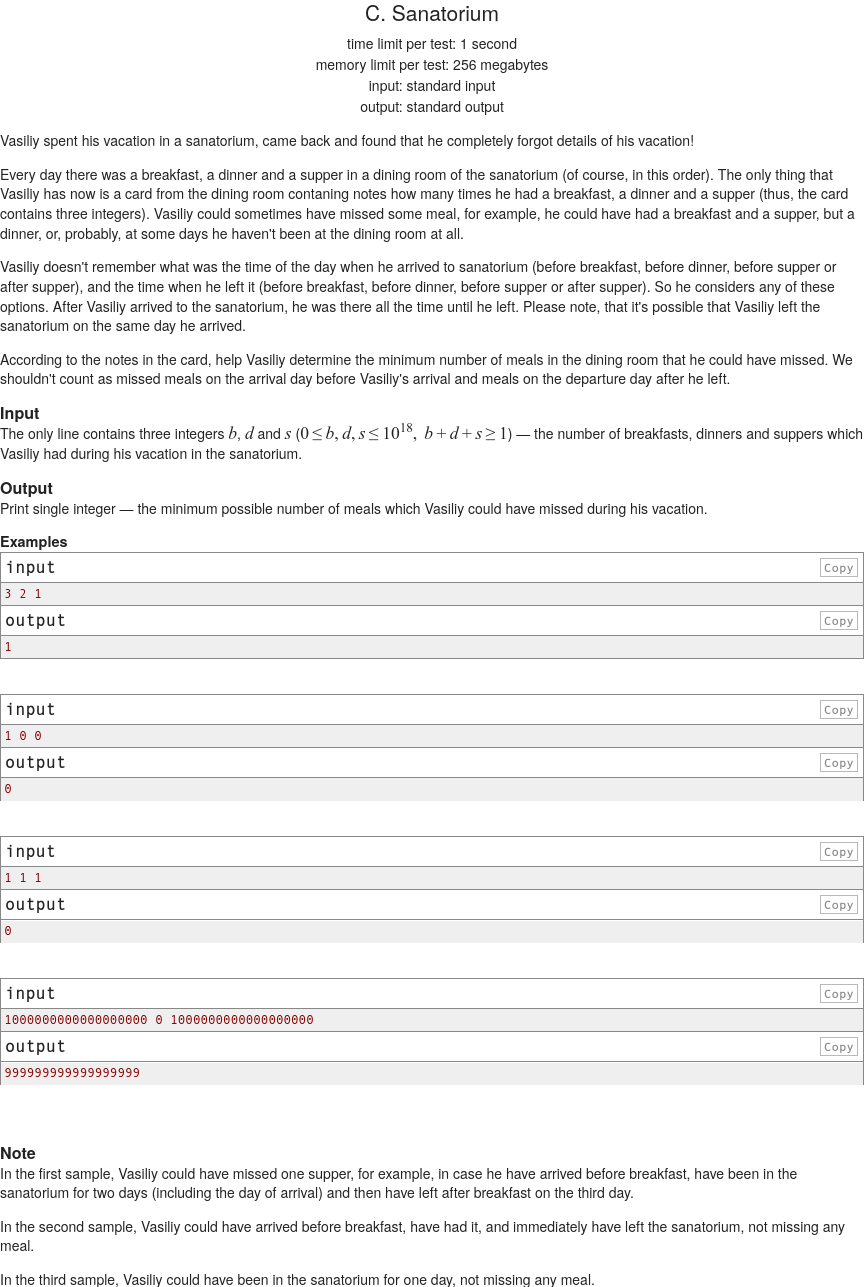 C. Sanatorium
time limit per test: 1 second
memory limit per test: 256 megabytes
input: standard input
output: standard output
Vasiliy spent his vacation in a sanatorium, came back and found that he completely forgot details of his vacation!
Every day there was a breakfast, a dinner and a supper in a dining room of the sanatorium (of course, in this order). The only thing that
Vasiliy has now is a card from the dining room contaning notes how many times he had a breakfast, a dinner and a supper (thus, the card
contains three integers). Vasiliy could sometimes have missed some meal, for example, he could have had a breakfast and a supper, but a
dinner, or, probably, at some days he haven't been at the dining room at all.
Vasiliy doesn't remember what was the time of the day when he arrived to sanatorium (before breakfast, before dinner, before supper or
after supper), and the time when he left it (before breakfast, before dinner, before supper or after supper). So he considers any of these
options. After Vasiliy arrived to the sanatorium, he was there all the time until he left. Please note, that it's possible that Vasiliy left the
sanatorium on the same day he arrived.
According to the notes in the card, help Vasiliy determine the minimum number of meals in the dining room that he could have missed. We
shouldn't count as missed meals on the arrival day before Vasiliy's arrival and meals on the departure day after he left.
Input
The only line contains three integers b, d and s (0 ≤ b, d, s ≤ 10^18, b + d + s ≥ 1) — the number of breakfasts, dinners and suppers which
Vasiliy had during his vacation in the sanatorium.
Output
Print single integer — the minimum possible number of meals which Vasiliy could have missed during his vacation.
Examples
input Copy
3 2 1
output Copy
1
input Copy
1 0 0
output Copy
0
input Copy
1 1 1
output Copy
0
input Copy
1000000000000000000 0 1000000000000000000
output Copy
999999999999999999
Note
In the first sample, Vasiliy could have missed one supper, for example, in case he have arrived before breakfast, have been in the
sanatorium for two days (including the day of arrival) and then have left after breakfast on the third day.
In the second sample, Vasiliy could have arrived before breakfast, have had it, and immediately have left the sanatorium, not missing any
meal.
In the third sample, Vasiliy could have been in the sanatorium for one day, not missing any meal.